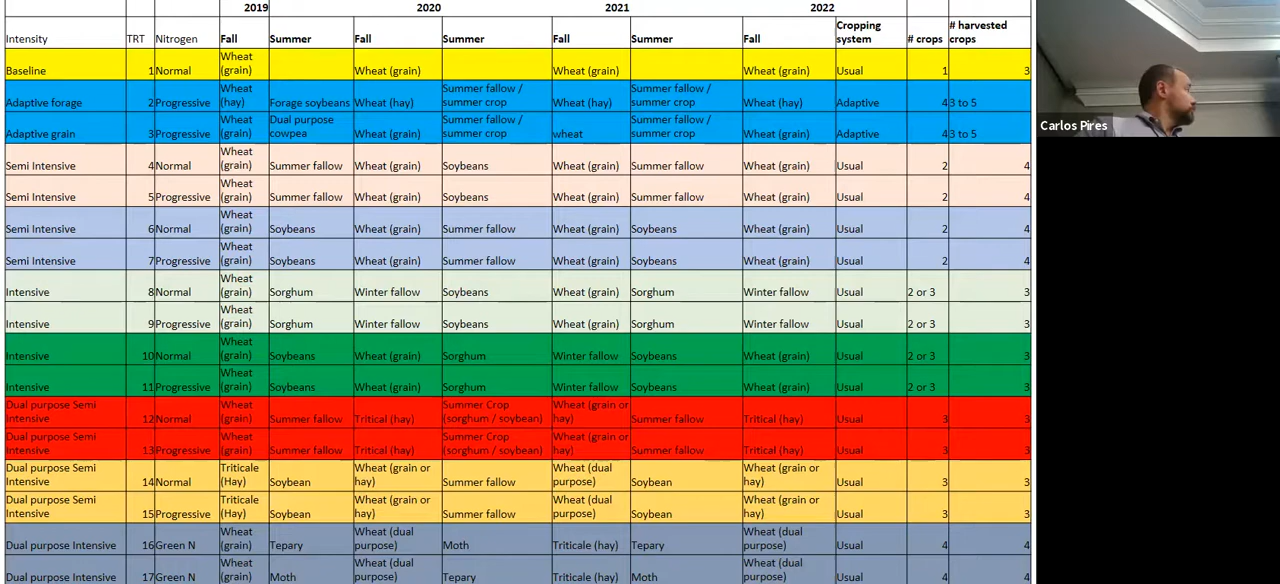 2019 2020 2021 2022
Intensity TRT Nitrogen Fall Summer Fall Summer Fall Summer Fall Cropping system # crops # harvested crops
Baseline 1 Normal Wheat (grain) Wheat (grain) Wheat (grain) Wheat (grain) Usual 1 3
Adaptive forage 2 Progressive Wheat (hay) Forage soybeans Wheat (hay) Summer fallow / summer crop Wheat (hay) Summer fallow / summer crop Wheat (hay) Adaptive 4 3 to 5
Adaptive grain 3 Progressive Wheat (grain) Dual purpose cowpea Wheat (grain) Summer fallow / summer crop wheat Summer fallow / summer crop Wheat (grain) Adaptive 4 3 to 5
Semi Intensive 4 Normal Wheat (grain) Summer fallow Wheat (grain) Soybeans Wheat (grain) Summer fallow Wheat (grain) Usual 2 4
Semi Intensive 5 Progressive Wheat (grain) Summer fallow Wheat (grain) Soybeans Wheat (grain) Summer fallow Wheat (grain) Usual 2 4
Semi Intensive 6 Normal Wheat (grain) Soybeans Wheat (grain) Summer fallow Wheat (grain) Soybeans Wheat (grain) Usual 2 4
Semi Intensive 7 Progressive Wheat (grain) Soybeans Wheat (grain) Summer fallow Wheat (grain) Soybeans Wheat (grain) Usual 2 4
Intensive 8 Normal Wheat (grain) Sorghum Winter fallow Soybeans Wheat (grain) Sorghum Winter fallow Usual 2 or 3 3
Intensive 9 Progressive Wheat (grain) Sorghum Winter fallow Soybeans Wheat (grain) Sorghum Winter fallow Usual 2 or 3 3
Intensive 10 Normal Wheat (grain) Soybeans Wheat (grain) Sorghum Winter fallow Soybeans Wheat (grain) Usual 2 or 3 3
Intensive 11 Progressive Wheat (grain) Soybeans Wheat (grain) Sorghum Winter fallow Soybeans Wheat (grain) Usual 2 or 3 3
Dual purpose Semi Intensive 12 Normal Wheat (grain) Summer fallow Tritical (hay) Summer Crop (sorghum / soybean) Wheat (grain or hay) Summer fallow Tritical (hay) Usual 3 3
Dual purpose Semi Intensive 13 Progressive Wheat (grain) Summer fallow Tritical (hay) Summer Crop (sorghum / soybean) Wheat (grain or hay) Summer fallow Tritical (hay) Usual 3 3
Dual purpose Semi Intensive 14 Normal Triticale (Hay) Soybean Wheat (grain or hay) Summer fallow Wheat (dual purpose) Soybean Wheat (grain or hay) Usual 3 3
Dual purpose Semi Intensive 15 Progressive Triticale (Hay) Soybean Wheat (grain or hay) Summer fallow Wheat (dual purpose) Soybean Wheat (grain or hay) Usual 3 3
Dual purpose Intensive 16 Green N Wheat (grain) Tepary Wheat (dual purpose) Moth Triticale (hay) Tepary Wheat (dual purpose) Usual 4 4
Dual purpose Intensive 17 Green N Wheat (grain) Moth Wheat (dual purpose) Tepary Triticale (hay) Moth Wheat (dual purpose) Usual 4 4
Carlos Pires